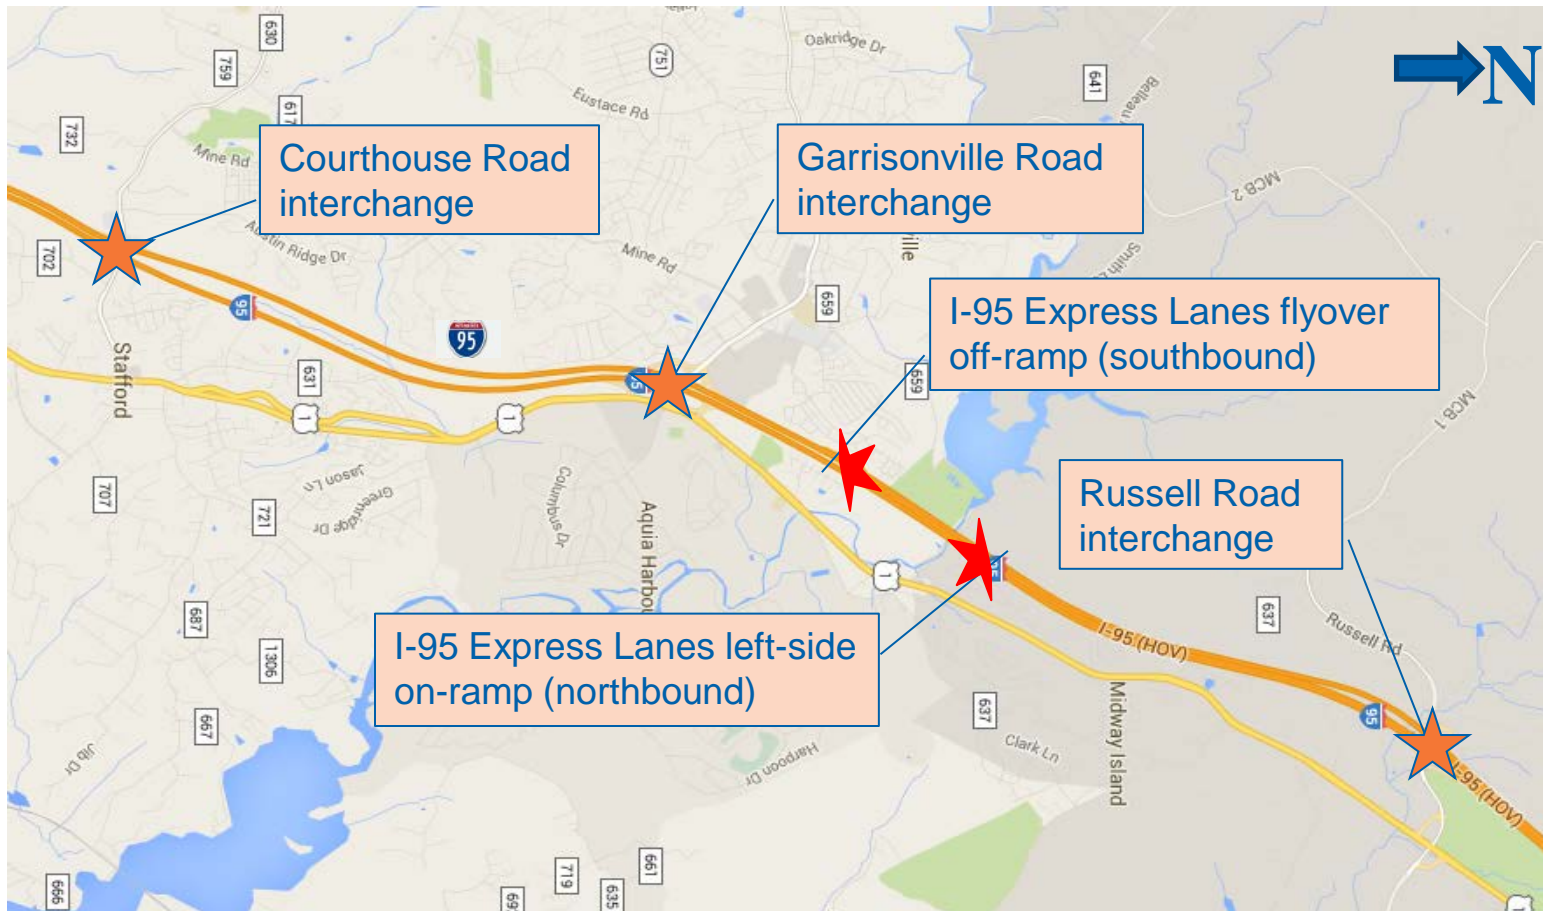 630
759
617
732
751
Oakridge Dr
641
N
Eustace Rd
Mine Rd
Courthouse Road
interchange
Garrisonville Road
interchange
MCB 2
702
Austin Ridge Dr
Mine Rd
ville
95
659
I-95 Express Lanes flyover
off-ramp (southbound)
95
Stafford
631
659
1
1
MCB 1
Jason Ln
Greenridge Dr
707
721
Columbus Dr
Aquia Harbou
Russell Road
interchange
1
I-95 (HOV)
637
Russell Rd
687
1306
I-95 Express Lanes left-side
on-ramp (northbound)
637
Midway Island
95
667
685
Jib Dr
Harpoon Dr
Clark Ln
I-95 (HOV)
666
719
661
635
1